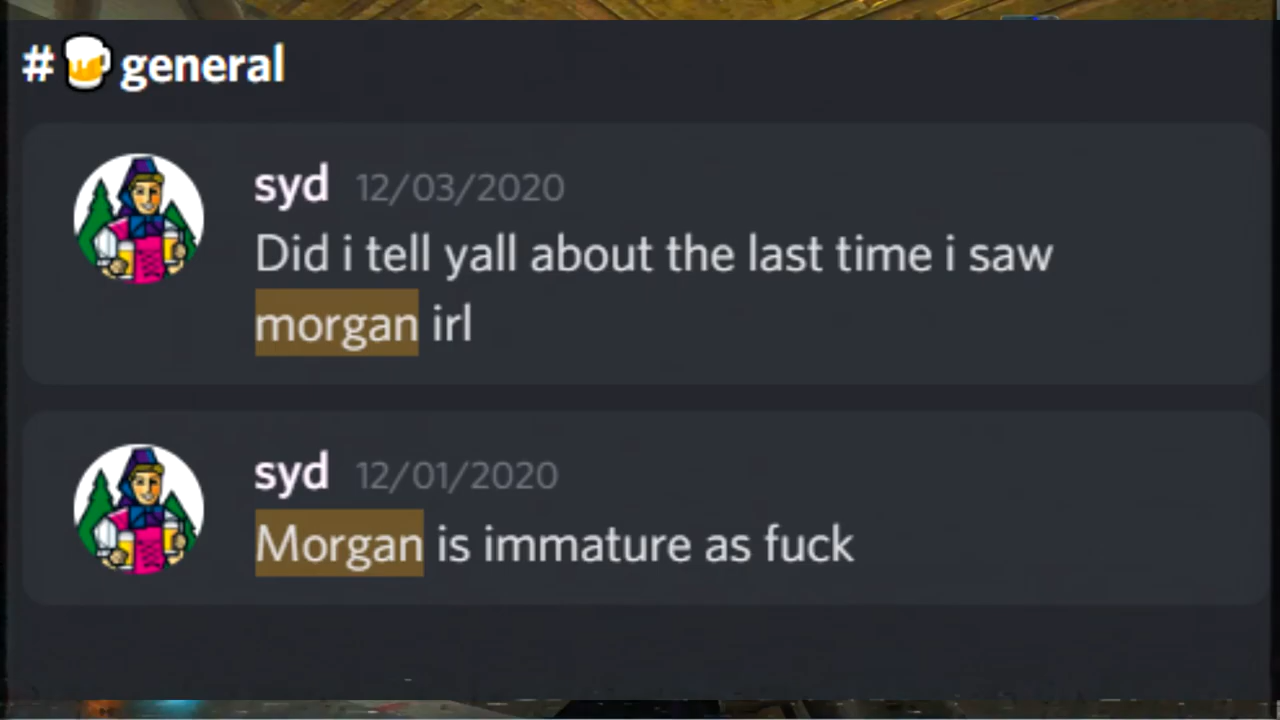 #🍺general
syd 12/03/2020
Did i tell yall about the last time i saw
morgan irl
syd 12/01/2020
Morgan is immature as fuck